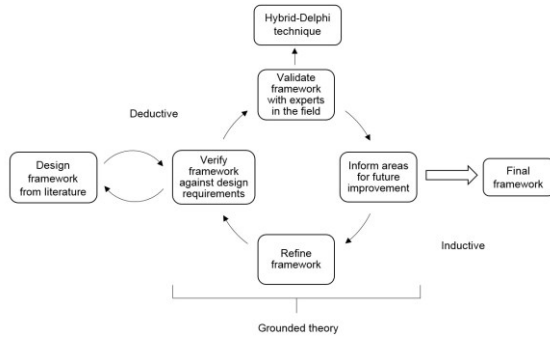 Hybrid-Delphi
technique
Validate
framework
with experts
in the field
Deductive
Design
framework
from literature
Verify
framework
against design
requirements
Inform areas
for future
improvement
Final
framework
Refine
framework
Inductive
Grounded theory